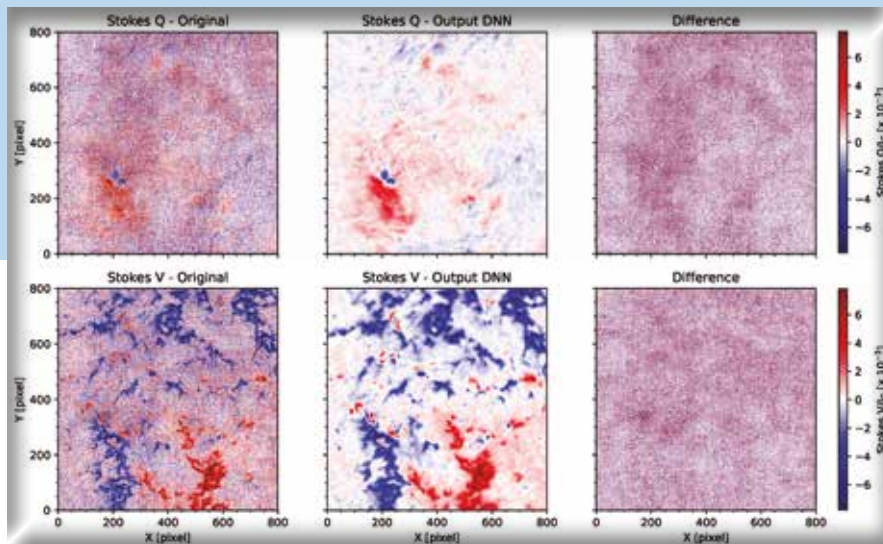 Stokes Q - Original
Stokes Q - Output DNN
Difference
800
600
400
200
0
Y [pixel]
6
4
2
0
−2
−4
−6
Stokes V - Original
Stokes V - Output DNN
Difference
800
600
400
200
0
Y [pixel]
0 200 400 600 800
0 200 400 600 800
0 200 400 600 800
X [pixel]
X [pixel]
X [pixel]
6
4
2
0
−2
−4
−6